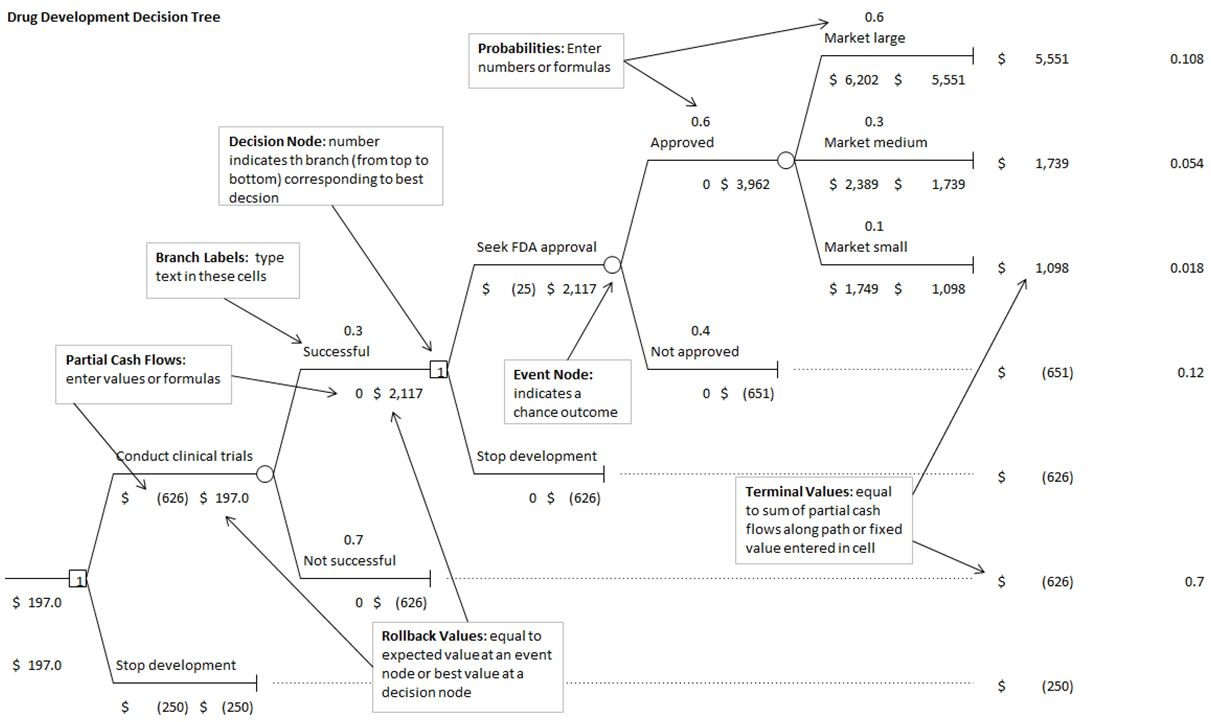 Drug Development Decision Tree
0.6
Market large
$ 6,202 $ 5,551
$ 5,551 0.108
Probabilities: Enter
numbers or formulas
0.6
Approved
0 $ 3,962
0.3
Market medium
$ 2,389 $ 1,739
$ 1,739 0.054
Decision Node: number
indicates th branch (from top to
bottom) corresponding to best
decsion
0.1
Market small
$ 1,749 $ 1,098
$ 1,098 0.018
Seek FDA approval
$ (25) $ 2,117
Branch Labels: type
text in these cells
0.3
Successful
0 $ 2,117
1
0.4
Not approved
0 $ (651)
$ (651) 0.12
Partial Cash Flows:
enter values or formulas
Event Node:
indicates a
chance outcome
Conduct clinical trials
$ (626) $ 197.0
Stop development
0 $ (626)
$ (626)
Terminal Values: equal
to sum of partial cash
flows along path or fixed
value entered in cell
0.7
Not successful
0 $ (626)
$ (626) 0.7
1
$ 197.0
Rollback Values: equal to
expected value at an event
node or best value at a
decision node
$ 197.0
Stop development
$ (250) $ (250)
$ (250)